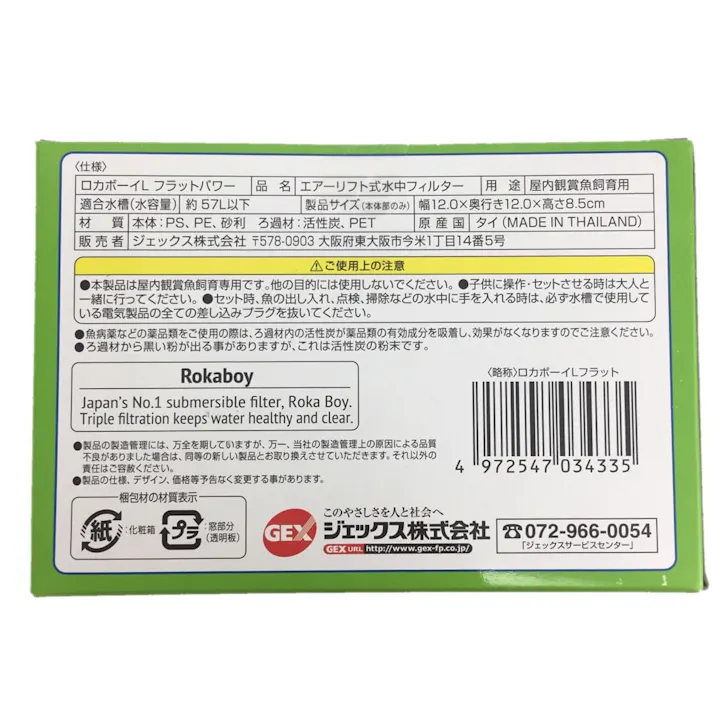 〈仕様〉
ロカボーイL フラットパワー 品名 エアーリフト式水中フィルター 用途 屋内観賞魚飼育用
適合水槽(水容量) 約57L以下 製品サイズ(本体部のみ) 幅12.0×奥行き12.0×高さ8.5cm
材質 本体:PS、PE、砂利 ろ過材:活性炭、PET 原産国 タイ(MADE IN THAILAND)
販売者 ジェックス株式会社 〒578-0903 大阪府東大阪市今米1丁目14番5号
⚠ご使用上の注意
●本製品は屋内観賞魚飼育専用です。他の目的には使用しないでください。●子供に操作・セットさせる時は大人と
一緒に行ってください。●セット時、魚の出し入れ、点検、掃除などの水中に手を入れる時は、必ず水槽で使用して
いる電気製品の全ての差し込みプラグを抜いてください。
●魚病薬などの薬品類をご使用の際は、ろ過材内の活性炭が薬品類の有効成分を吸着し、効果がなくなりますのでご注意ください。
●ろ過材から黒い粉が出る事がありますが、これは活性炭の粉末です。
Rokaboy
Japan's No.1 submersible filter, Roka Boy.
Triple filtration keeps water healthy and clear.
〈略称〉ロカボーイLフラット
4 972547 034335
●製品の製造管理には、万全を期していますが、万一、当社の製造管理上の原因による品質
不良がありました場合は、同等の新しい製品とお取り換えさせていただきます。それ以外の
責任はご容赦ください。
●製品の仕様、デザイン、価格等予告なく変更する事があります。
梱包材の材質表示
紙 :化粧箱 プラ :窓部分
(透明板)
このやさしさを人と社会へ
GEX ジェックス株式会社
GEX URL http://www.gex-fp.co.jp/
☎072-966-0054
「ジェックスサービスセンター」